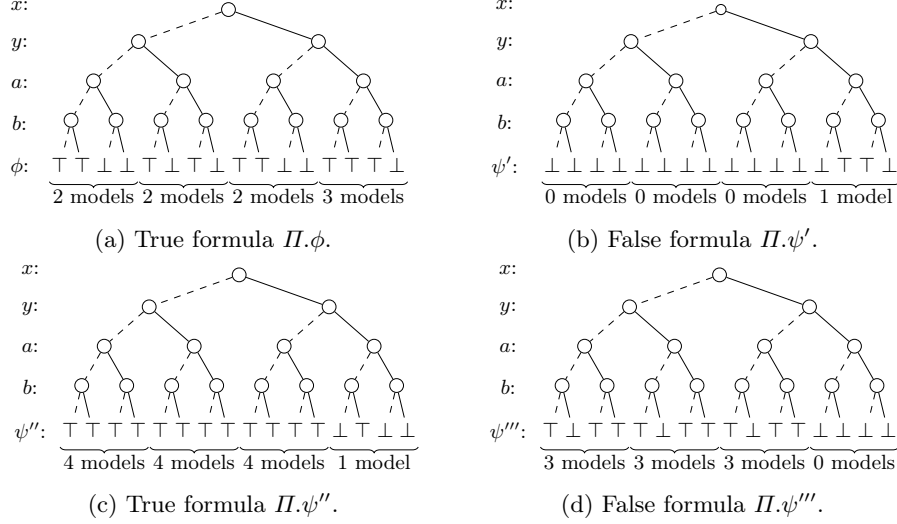 x:
y:
a:
b:
ϕ: ⊤ ⊤ ⊥ ⊥ ⊤ ⊥ ⊤ ⊥ ⊤ ⊤ ⊥ ⊥ ⊤ ⊤ ⊤ ⊥
2 models 2 models 2 models 3 models
(a) True formula Π.ϕ.
x:
y:
a:
b:
ψ′: ⊥ ⊥ ⊥ ⊥ ⊥ ⊥ ⊥ ⊥ ⊥ ⊥ ⊥ ⊥ ⊥ ⊤ ⊤ ⊥
0 models 0 models 0 models 1 model
(b) False formula Π.ψ′.
x:
y:
a:
b:
ψ′′: ⊤ ⊤ ⊤ ⊤ ⊤ ⊤ ⊤ ⊤ ⊤ ⊤ ⊤ ⊤ ⊥ ⊤ ⊥ ⊥
4 models 4 models 4 models 1 model
(c) True formula Π.ψ′′.
x:
y:
a:
b:
ψ′′′: ⊤ ⊥ ⊤ ⊤ ⊤ ⊥ ⊤ ⊤ ⊤ ⊥ ⊤ ⊤ ⊥ ⊥ ⊥ ⊥
3 models 3 models 3 models 0 models
(d) False formula Π.ψ′′′.